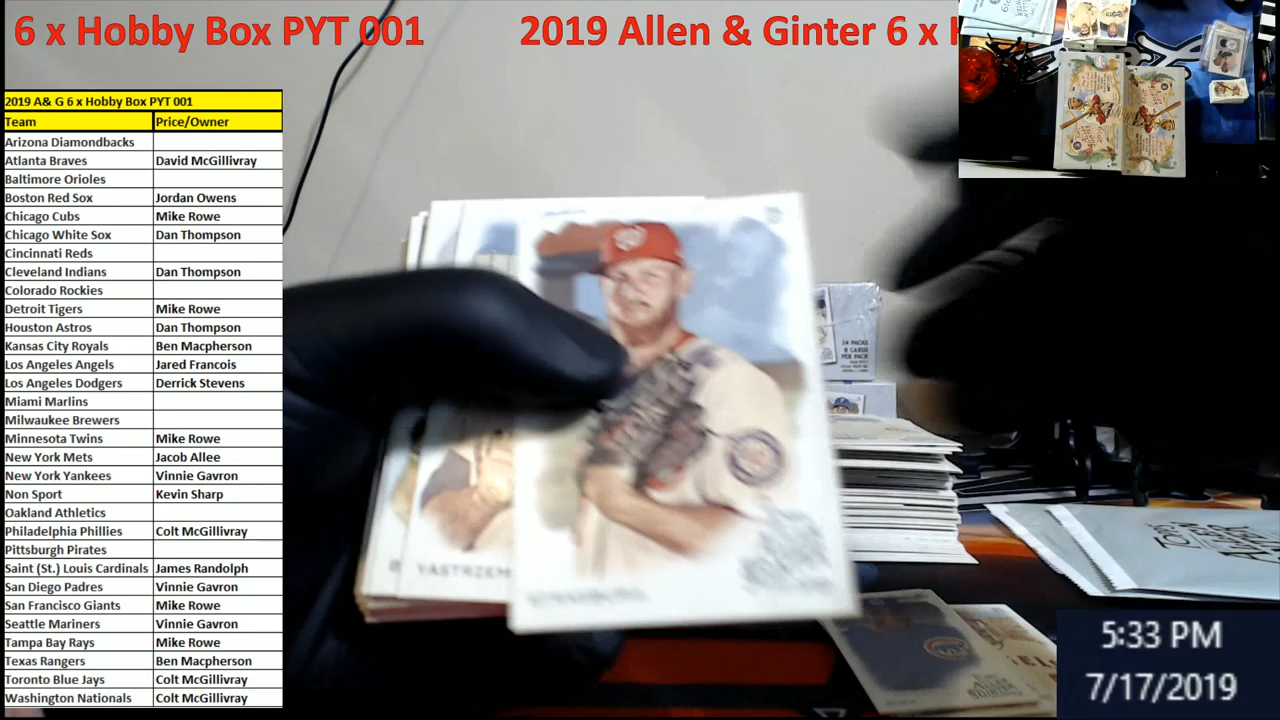 6 x Hobby Box PYT 001
2019 Allen & Ginter 6 x H
2019 A& G 6 x Hobby Box PYT 001
Team Price/Owner
Arizona Diamondbacks
Atlanta Braves David McGillivray
Baltimore Orioles
Boston Red Sox Jordan Owens
Chicago Cubs Mike Rowe
Chicago White Sox Dan Thompson
Cincinnati Reds
Cleveland Indians Dan Thompson
Colorado Rockies
Detroit Tigers Mike Rowe
Houston Astros Dan Thompson
Kansas City Royals Ben Macpherson
Los Angeles Angels Jared Francois
Los Angeles Dodgers Derrick Stevens
Miami Marlins
Milwaukee Brewers
Minnesota Twins Mike Rowe
New York Mets Jacob Allee
New York Yankees Vinnie Gavron
Non Sport Kevin Sharp
Oakland Athletics
Philadelphia Phillies Colt McGillivray
Pittsburgh Pirates
Saint (St.) Louis Cardinals James Randolph
San Diego Padres Vinnie Gavron
San Francisco Giants Mike Rowe
Seattle Mariners Vinnie Gavron
Tampa Bay Rays Mike Rowe
Texas Rangers Ben Macpherson
Toronto Blue Jays Colt McGillivray
Washington Nationals Colt McGillivray
YASTRZEM
24 PACKS
8 CARDS
PER PACK
5:33 PM
7/17/2019